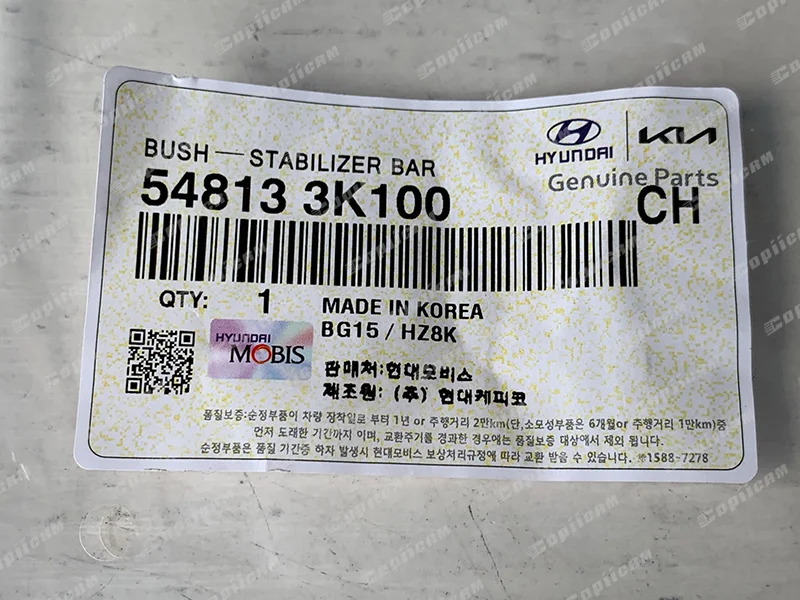 HYUNDAI
KIA
Genuine Parts
BUSH — STABILIZER BAR
54813 3K100
CH
QTY: 1
MADE IN KOREA
BG15 / HZ8K
HYUNDAI
MOBIS
판매처:현대모비스
제조원: (주) 현대케피코
품질보증:순정부품이 차량 장착일로 부터 1년 or 주행거리 2만km(단,소모성부품은 6개월or 주행거리 1만km)중
먼저 도래한 기간까지 이며, 교환주기를 경과한 경우에는 품질보증 대상에서 제외 됩니다.
순정부품은 품질 기간중 하자 발생시 현대모비스 보상처리규정에 따라 교환 받을 수 있습니다. ☏1588-7278
CopiiCAM